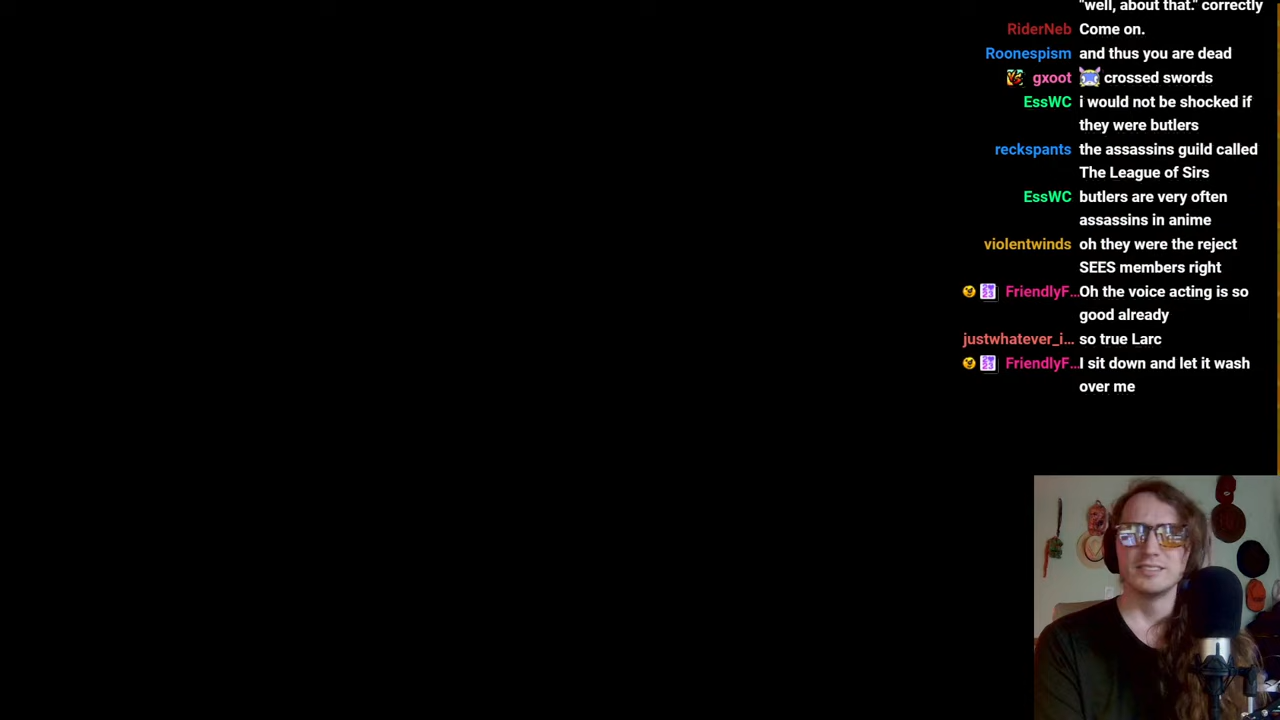 "well, about that." correctly
RiderNeb Come on.
Roonespism and thus you are dead
gxoot crossed swords
EssWC i would not be shocked if
they were butlers
reckspants the assassins guild called
The League of Sirs
EssWC butlers are very often
assassins in anime
violentwinds oh they were the reject
SEES members right
FriendlyF... Oh the voice acting is so
good already
justwhatever_i... so true Larc
FriendlyF... I sit down and let it wash
over me